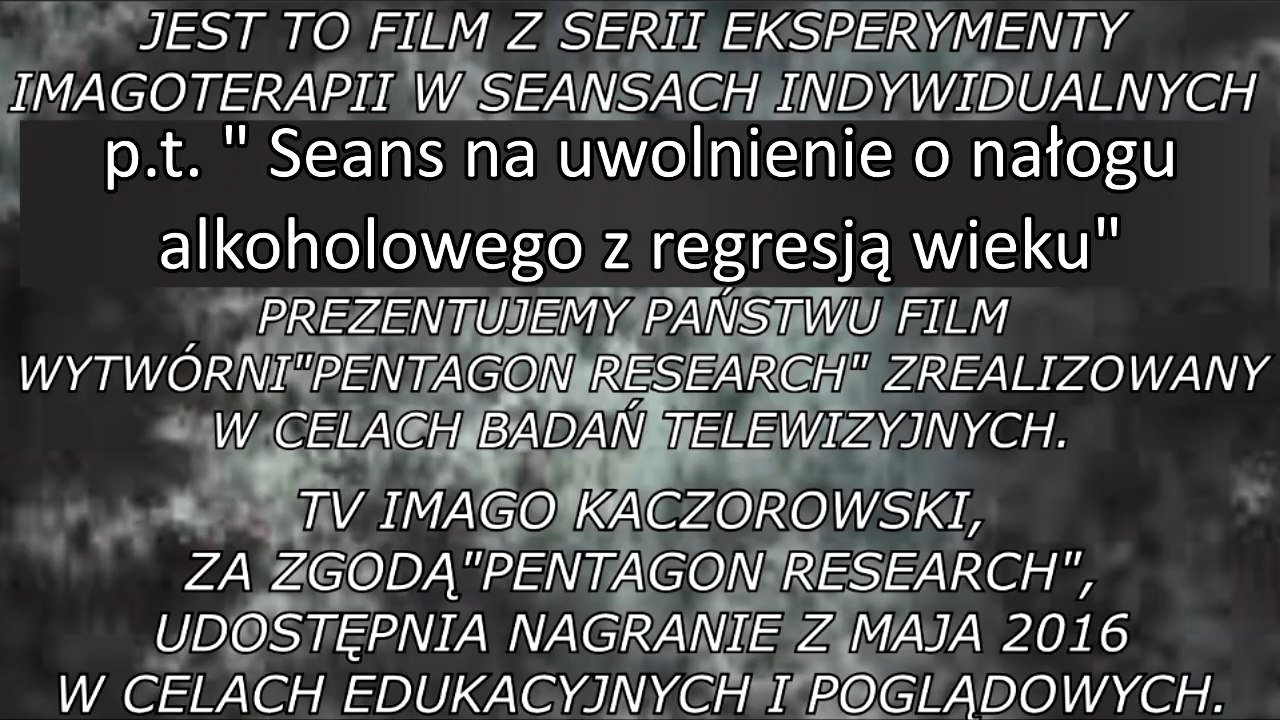 JEST TO FILM Z SERII EKSPERYMENTY
IMAGOTERAPII W SEANSACH INDYWIDUALNYCH
p.t. " Seans na uwolnienie o nałogu
alkoholowego z regresją wieku"
PREZENTUJEMY PAŃSTWU FILM
WYTWÓRNI"PENTAGON RESEARCH" ZREALIZOWANY
W CELACH BADAŃ TELEWIZYJNYCH.
TV IMAGO KACZOROWSKI,
ZA ZGODĄ"PENTAGON RESEARCH",
UDOSTĘPNIA NAGRANIE Z MAJA 2016
W CELACH EDUKACYJNYCH I POGLĄDOWYCH.